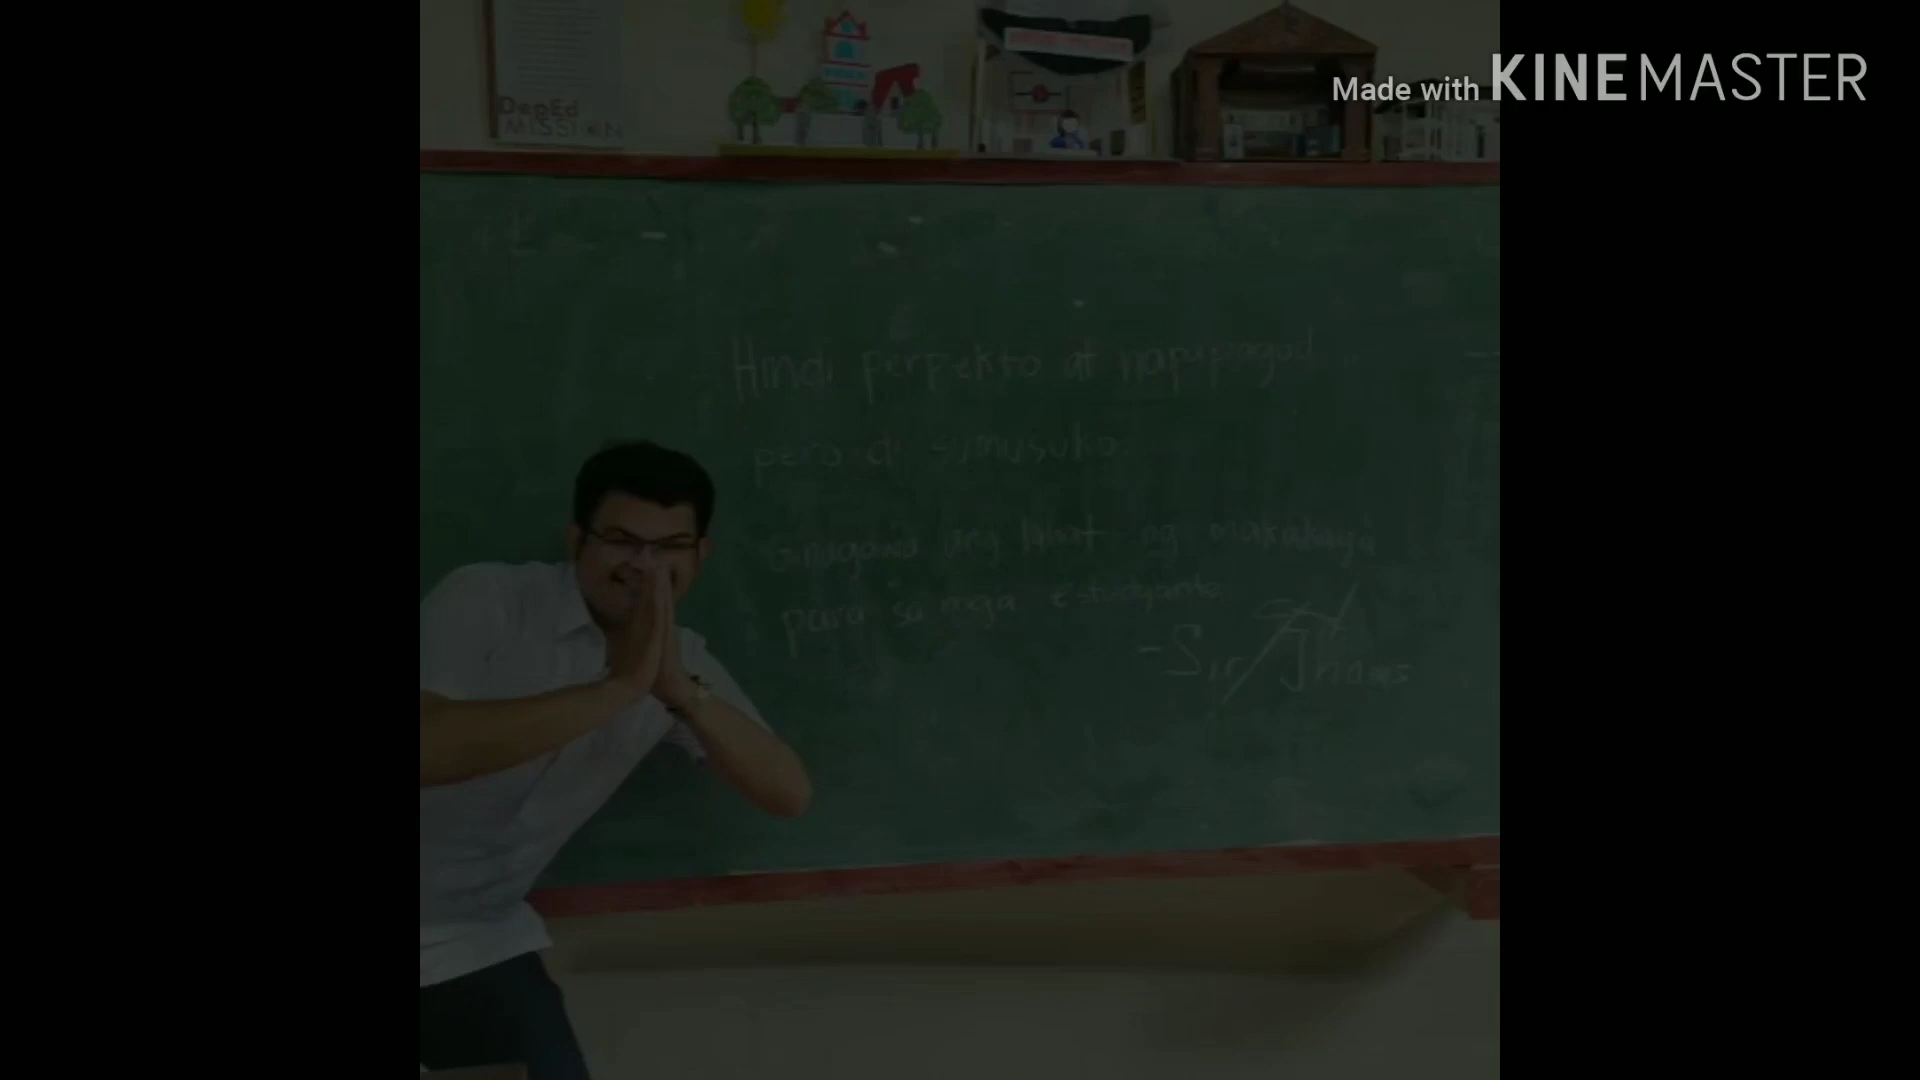 Made with KINEMASTER
DepEd
MISSION
Hindi perpekto at napapagod
pero di sumusuko.
Ginagawa ang lahat ng makakaya
para sa mga estudyante
-Sir